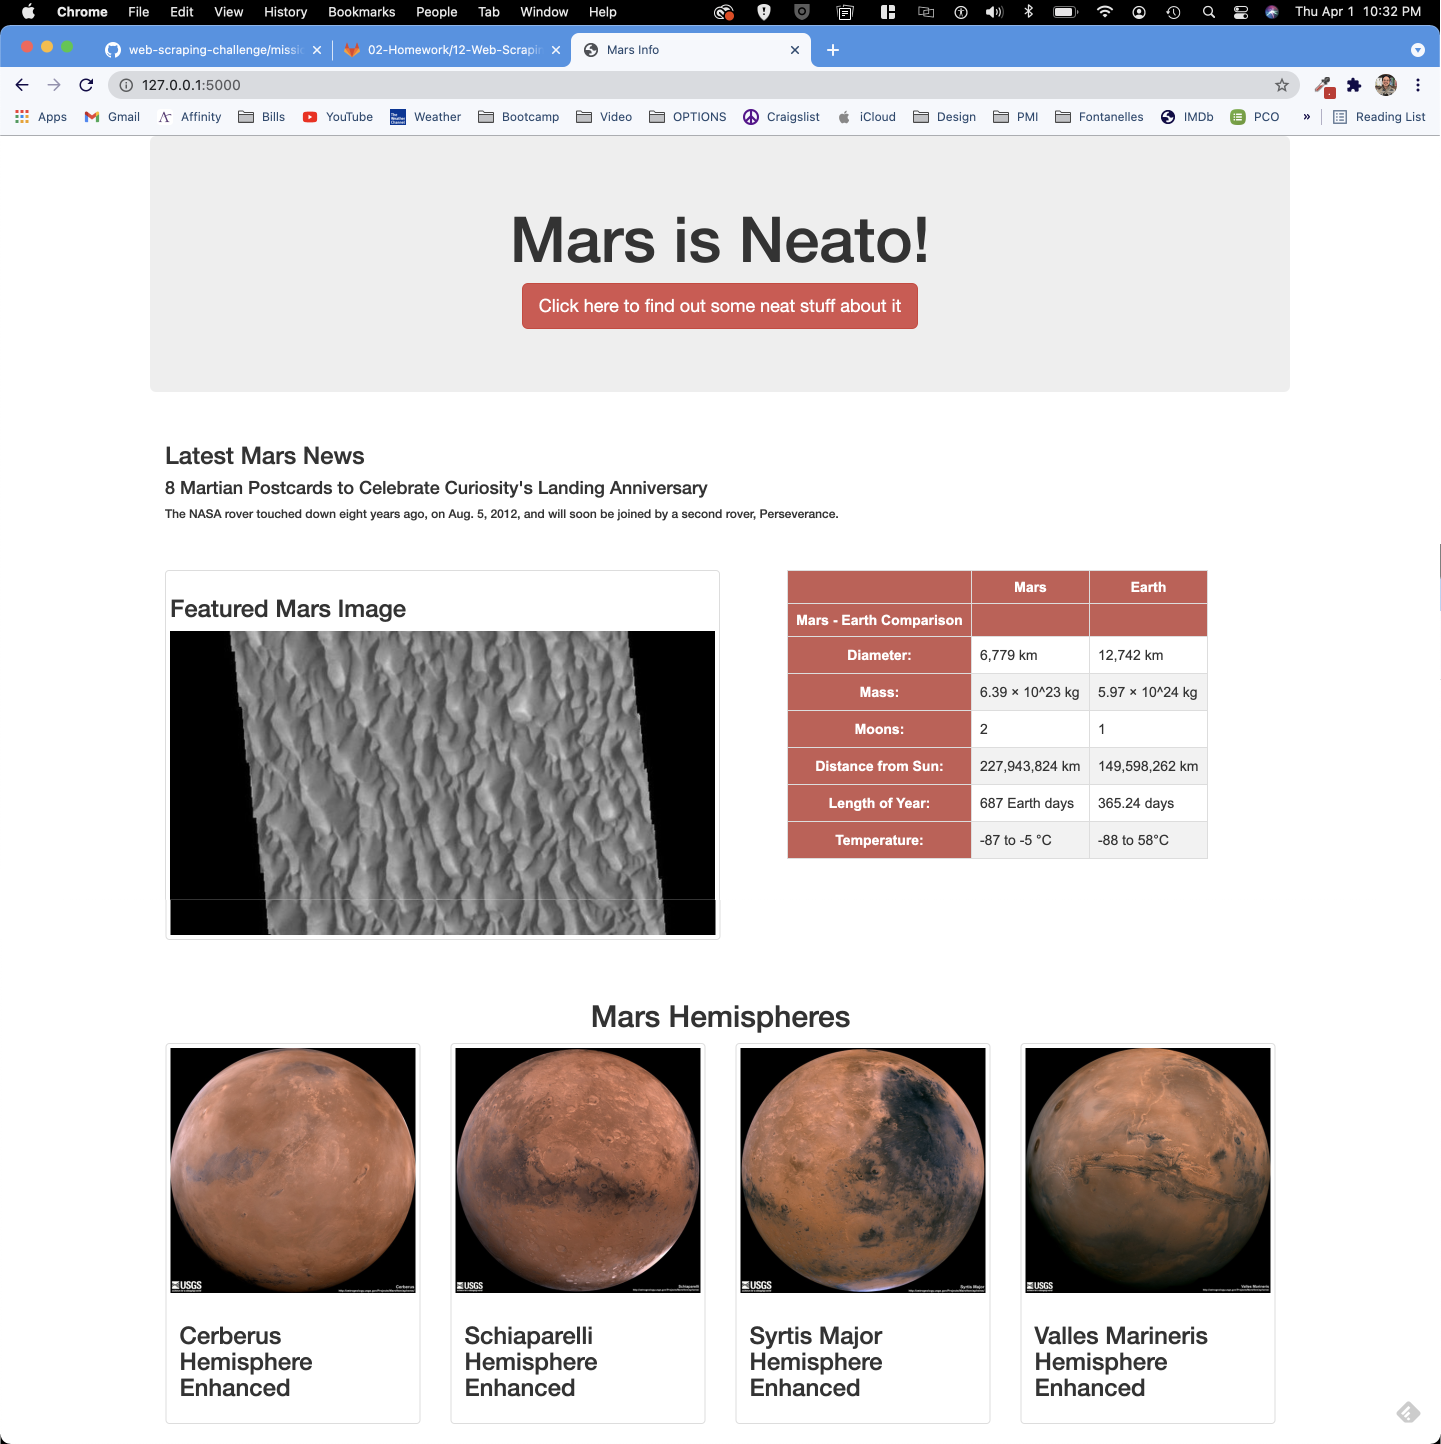 Chrome File Edit View History Bookmarks People Tab Window Help Thu Apr 1 10:32 PM
web-scraping-challenge/missio 02-Homework/12-Web-Scrapin Mars Info
127.0.0.1:5000
Apps Gmail Affinity Bills YouTube Weather Bootcamp Video OPTIONS Craigslist iCloud Design PMI Fontanelles IMDb PCO » Reading List
Mars is Neato!
Click here to find out some neat stuff about it
Latest Mars News
8 Martian Postcards to Celebrate Curiosity's Landing Anniversary
The NASA rover touched down eight years ago, on Aug. 5, 2012, and will soon be joined by a second rover, Perseverance.
Featured Mars Image
Mars Earth
Mars - Earth Comparison
Diameter: 6,779 km 12,742 km
Mass: 6.39 × 10^23 kg 5.97 × 10^24 kg
Moons: 2 1
Distance from Sun: 227,943,824 km 149,598,262 km
Length of Year: 687 Earth days 365.24 days
Temperature: -87 to -5 °C -88 to 58°C
Mars Hemispheres
USGS Cerberus
USGS Schiaparelli
USGS Syrtis Major
USGS Valles Marineris
Cerberus
Hemisphere
Enhanced
Schiaparelli
Hemisphere
Enhanced
Syrtis Major
Hemisphere
Enhanced
Valles Marineris
Hemisphere
Enhanced